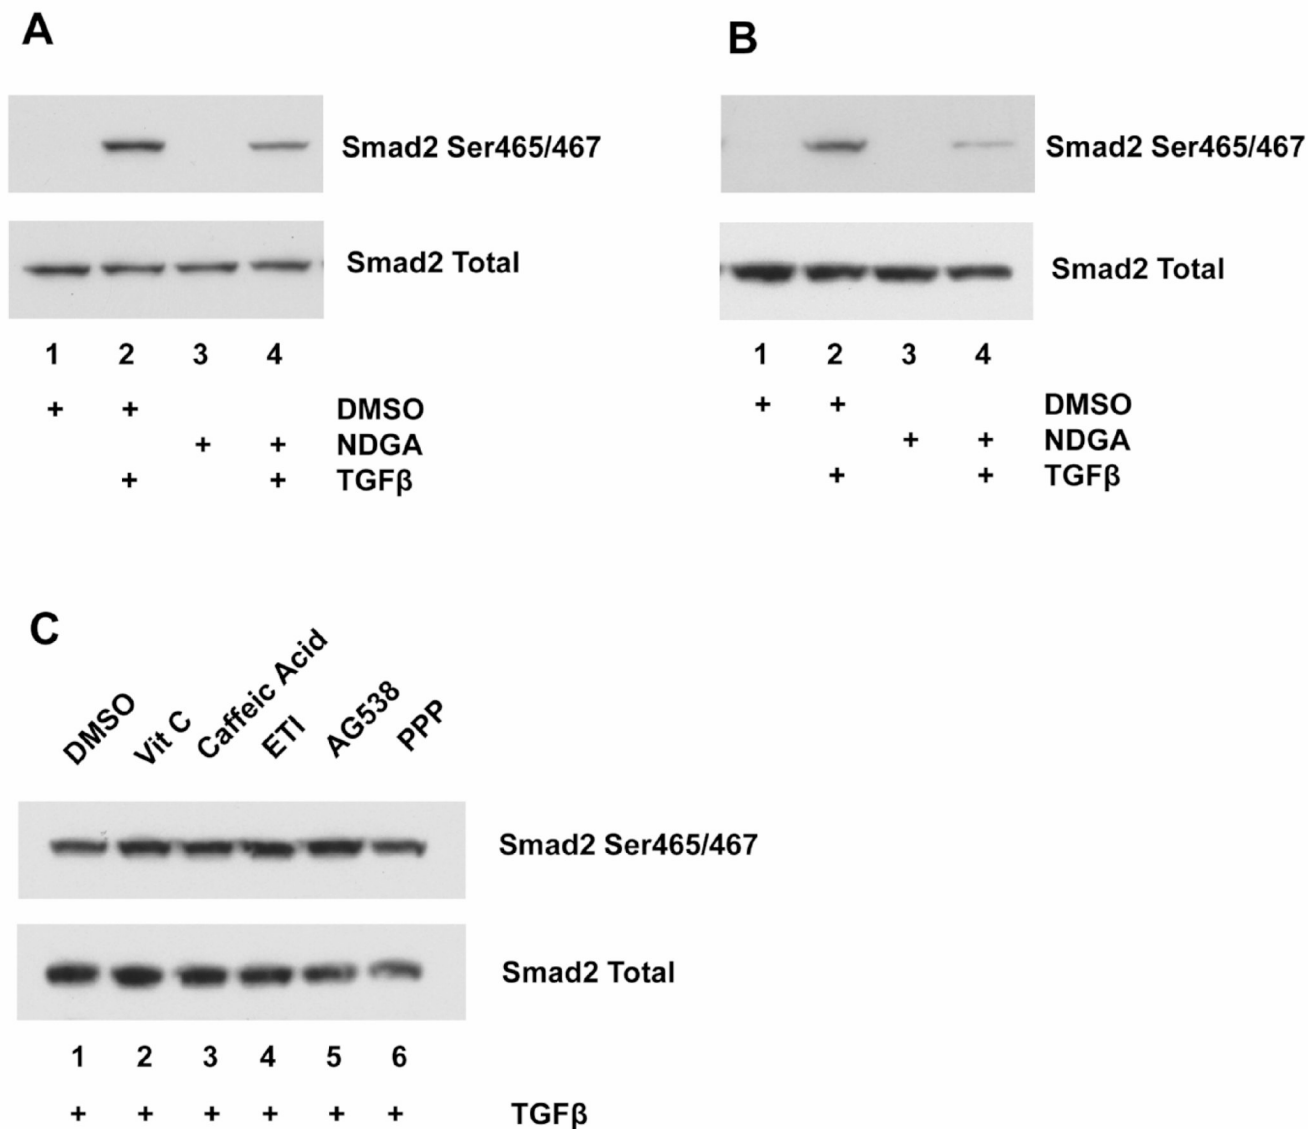 A
Smad2 Ser465/467
Smad2 Total
1 2 3 4
+ + DMSO
+ + NDGA
+ + TGFβ
B
Smad2 Ser465/467
Smad2 Total
1 2 3 4
+ + DMSO
+ + NDGA
+ + TGFβ
C
DMSO
Vit C
Caffeic Acid
ETI
AG538
PPP
Smad2 Ser465/467
Smad2 Total
1 2 3 4 5 6
+ + + + + + TGFβ